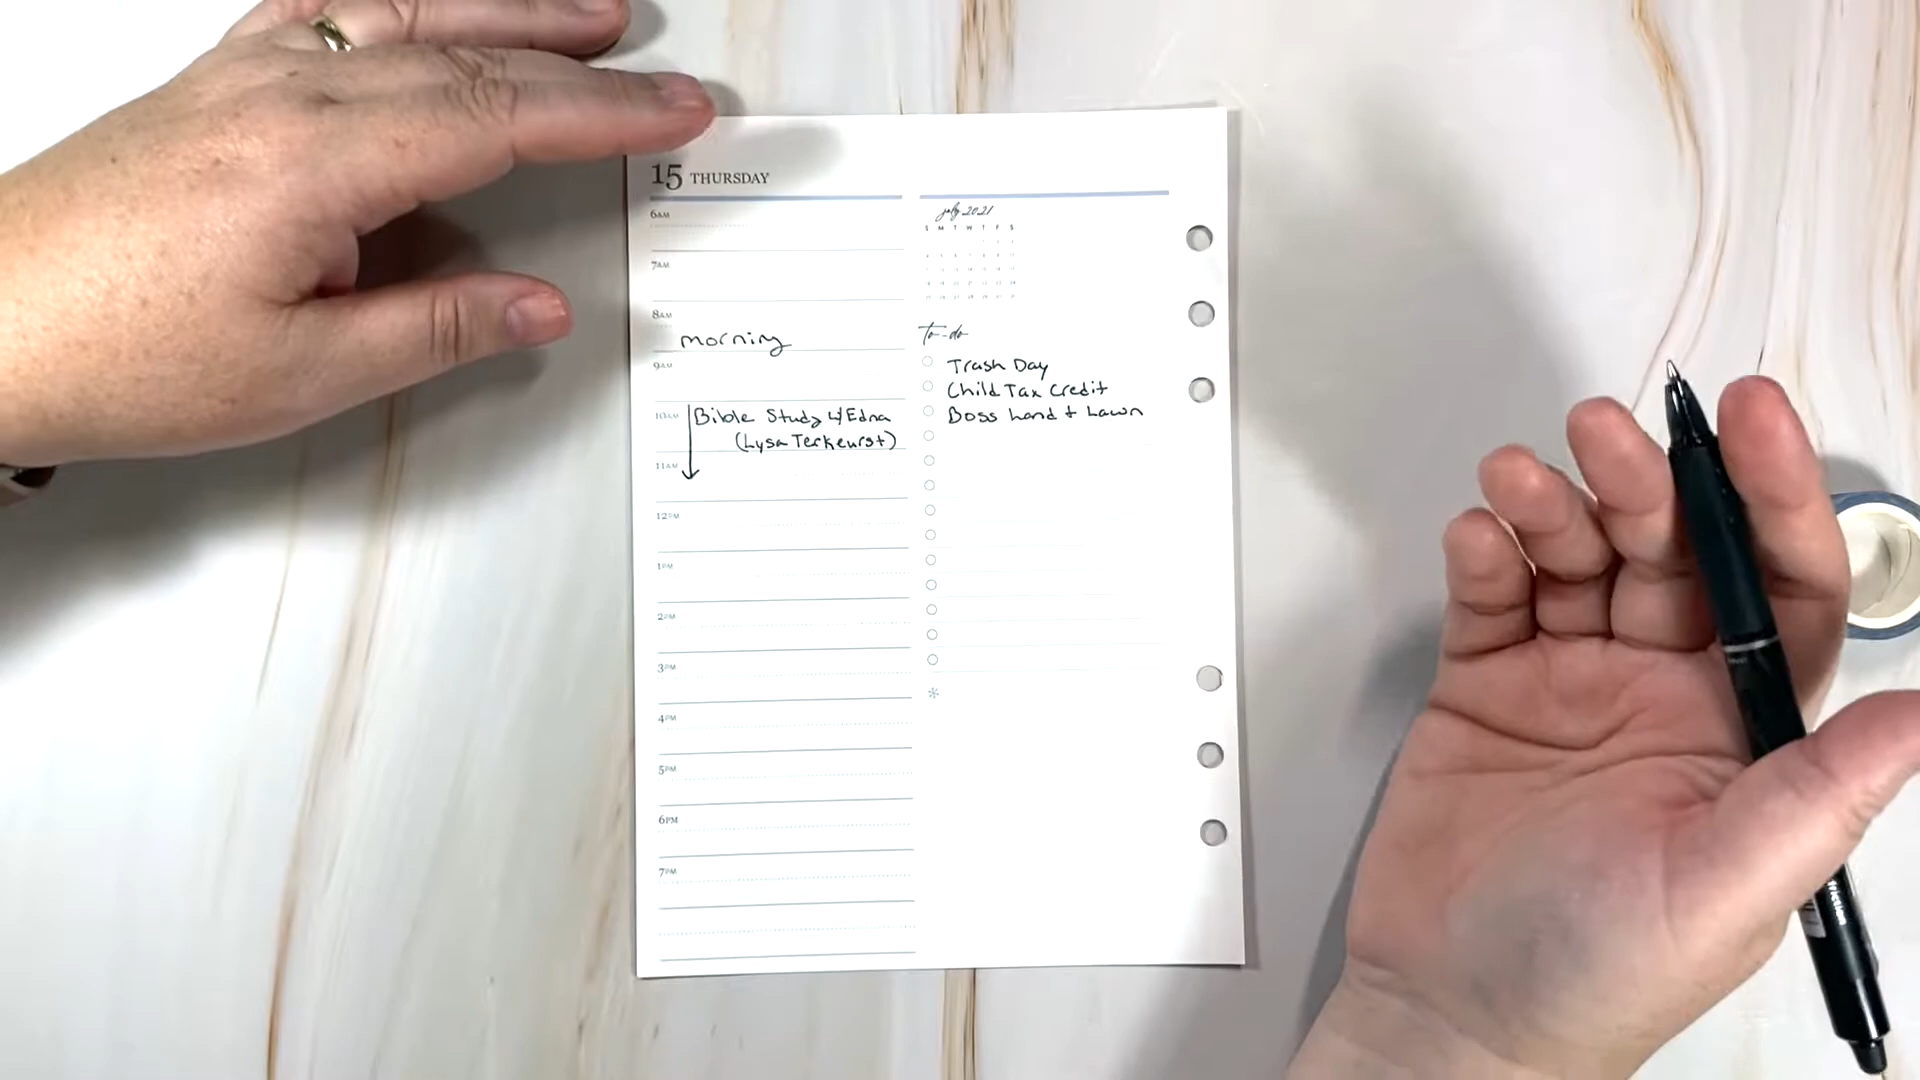 15 THURSDAY
6AM
7AM
8AM
morning
9AM
10AM
Bible Study w/Edna
(Lysa Terkeurst)
11AM
12PM
1PM
2PM
3PM
4PM
5PM
6PM
7PM
july 2021
S M T W T F S
to-do
Trash Day
Child Tax Credit
Boss Land + Lawn
*